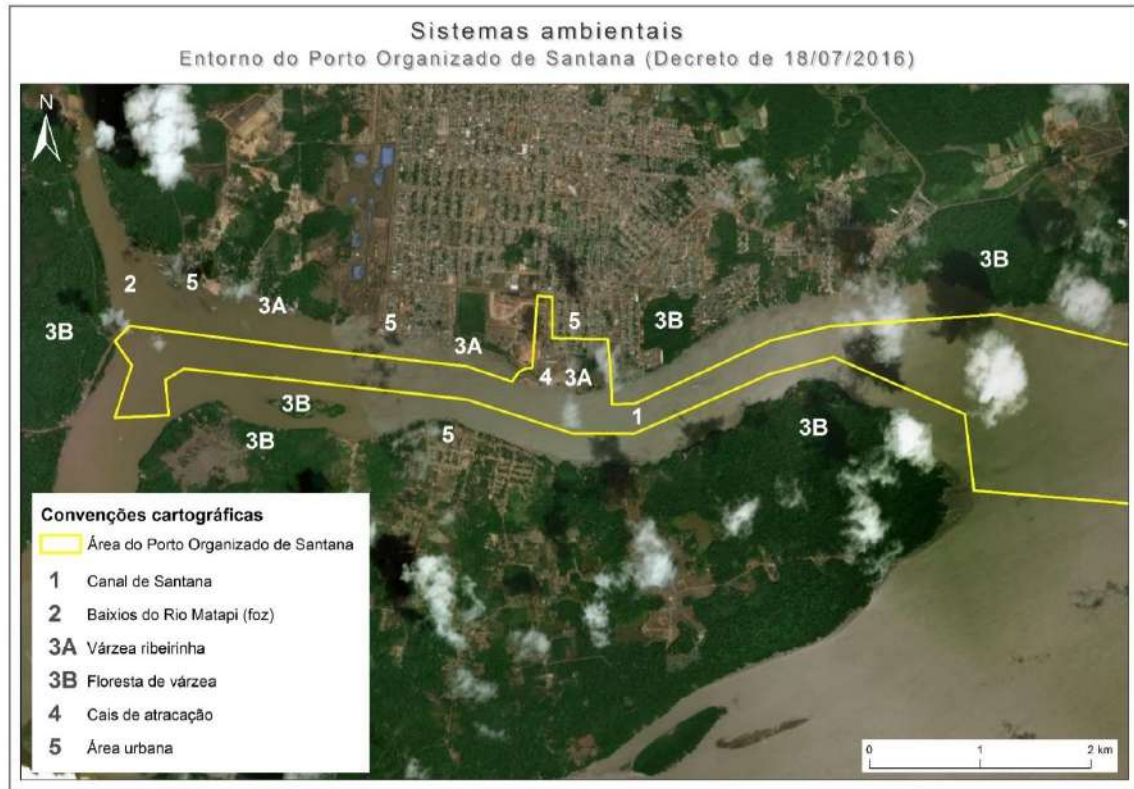 Sistemas ambientais
Entorno do Porto Organizado de Santana (Decreto de 18/07/2016)
N
3B
2
5
3A
5
5
3B
3B
3A
4
3A
3B
1
3B
5
3B
Convenções cartográficas
Área do Porto Organizado de Santana
1 Canal de Santana
2 Baixios do Rio Matapi (foz)
3A Várzea ribeirinha
3B Floresta de várzea
4 Cais de atracação
5 Área urbana
0 1 2 km